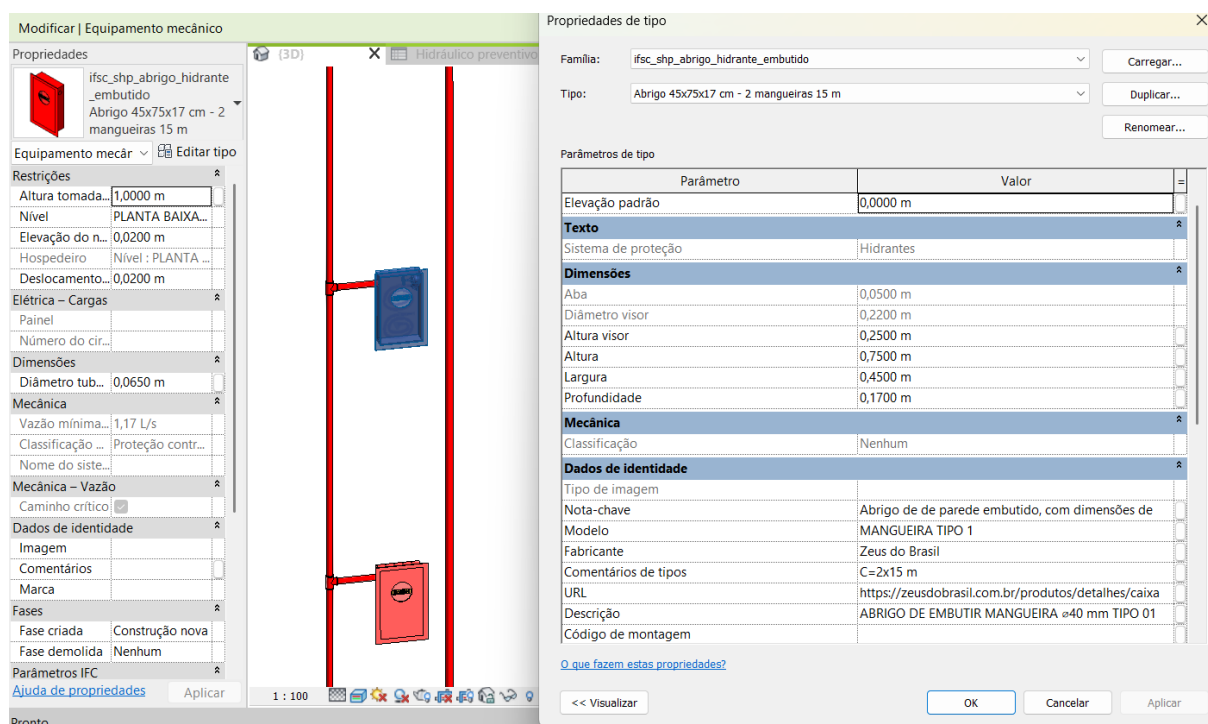 Modificar | Equipamento mecânico
Propriedades
ifsc_shp_abrigo_hidrante
_embutido
Abrigo 45x75x17 cm - 2
mangueiras 15 m
Equipamento mecâr
Editar tipo
Restrições
Altura tomada... 1,0000 m
Nível PLANTA BAIXA...
Elevação do n... 0,0200 m
Hospedeiro Nível : PLANTA ...
Deslocamento... 0,0200 m
Elétrica – Cargas
Painel
Número do cir...
Dimensões
Diâmetro tub... 0,0650 m
Mecânica
Vazão mínima... 1,17 L/s
Classificação ... Proteção contr...
Nome do siste...
Mecânica – Vazão
Caminho crítico
Dados de identidade
Imagem
Comentários
Marca
Fases
Fase criada Construção nova
Fase demolida Nenhum
Parâmetros IFC
Ajuda de propriedades Aplicar
Pronto
{3D} X Hidráulico preventivo
1 : 100
Propriedades de tipo
Família: ifsc_shp_abrigo_hidrante_embutido Carregar...
Tipo: Abrigo 45x75x17 cm - 2 mangueiras 15 m Duplicar...
Renomear...
Parâmetros de tipo
Parâmetro Valor =
Elevação padrão 0,0000 m
Texto
Sistema de proteção Hidrantes
Dimensões
Aba 0,0500 m
Diâmetro visor 0,2200 m
Altura visor 0,2500 m
Altura 0,7500 m
Largura 0,4500 m
Profundidade 0,1700 m
Mecânica
Classificação Nenhum
Dados de identidade
Tipo de imagem
Nota-chave Abrigo de de parede embutido, com dimensões de
Modelo MANGUEIRA TIPO 1
Fabricante Zeus do Brasil
Comentários de tipos C=2x15 m
URL https://zeusdobrasil.com.br/produtos/detalhes/caixa
Descrição ABRIGO DE EMBUTIR MANGUEIRA ⌀40 mm TIPO 01
Código de montagem
O que fazem estas propriedades?
<< Visualizar OK Cancelar Aplicar